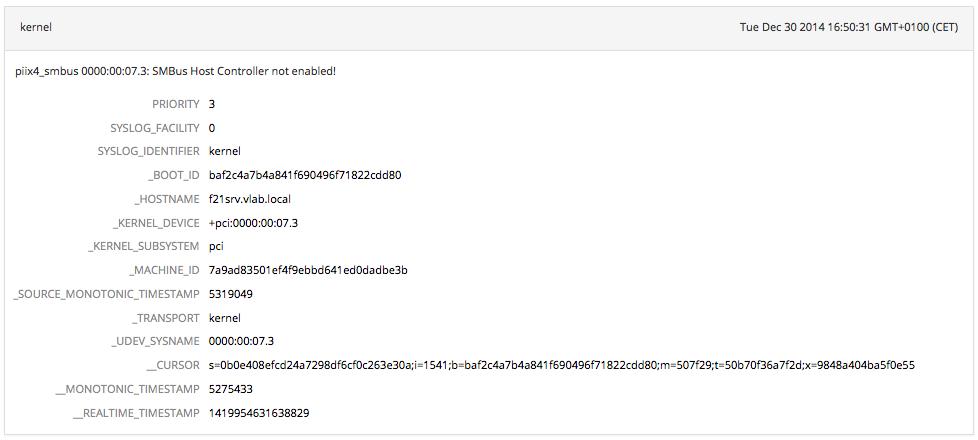 kernel Tue Dec 30 2014 16:50:31 GMT+0100 (CET)
piix4_smbus 0000:00:07.3: SMBus Host Controller not enabled!
PRIORITY 3
SYSLOG_FACILITY 0
SYSLOG_IDENTIFIER kernel
_BOOT_ID baf2c4a7b4a841f690496f71822cdd80
_HOSTNAME f21srv.vlab.local
_KERNEL_DEVICE +pci:0000:00:07.3
_KERNEL_SUBSYSTEM pci
_MACHINE_ID 7a9ad83501ef4f9ebbd641ed0dadbe3b
_SOURCE_MONOTONIC_TIMESTAMP 5319049
_TRANSPORT kernel
_UDEV_SYSNAME 0000:00:07.3
__CURSOR s=0b0e408efcd24a7298df6cf0c263e30a;i=1541;b=baf2c4a7b4a841f690496f71822cdd80;m=507f29;t=50b70f36a7f2d;x=9848a404ba5f0e55
__MONOTONIC_TIMESTAMP 5275433
__REALTIME_TIMESTAMP 1419954631638829